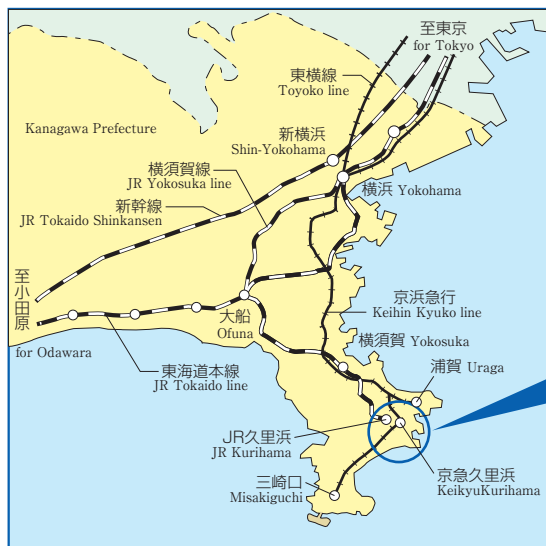 至東京
for Tokyo
東横線
Toyoko line
Kanagawa Prefecture
新横浜
Shin-Yokohama
横須賀線
JR Yokosuka line
横浜 Yokohama
新幹線
JR Tokaido Shinkansen
至小田原
for Odawara
京浜急行
Keihin Kyuko line
大船
Ofuna
横須賀 Yokosuka
浦賀 Uraga
東海道本線
JR Tokaido line
JR久里浜
JR Kurihama
京急久里浜
KeikyuKurihama
三崎口
Misakiguchi